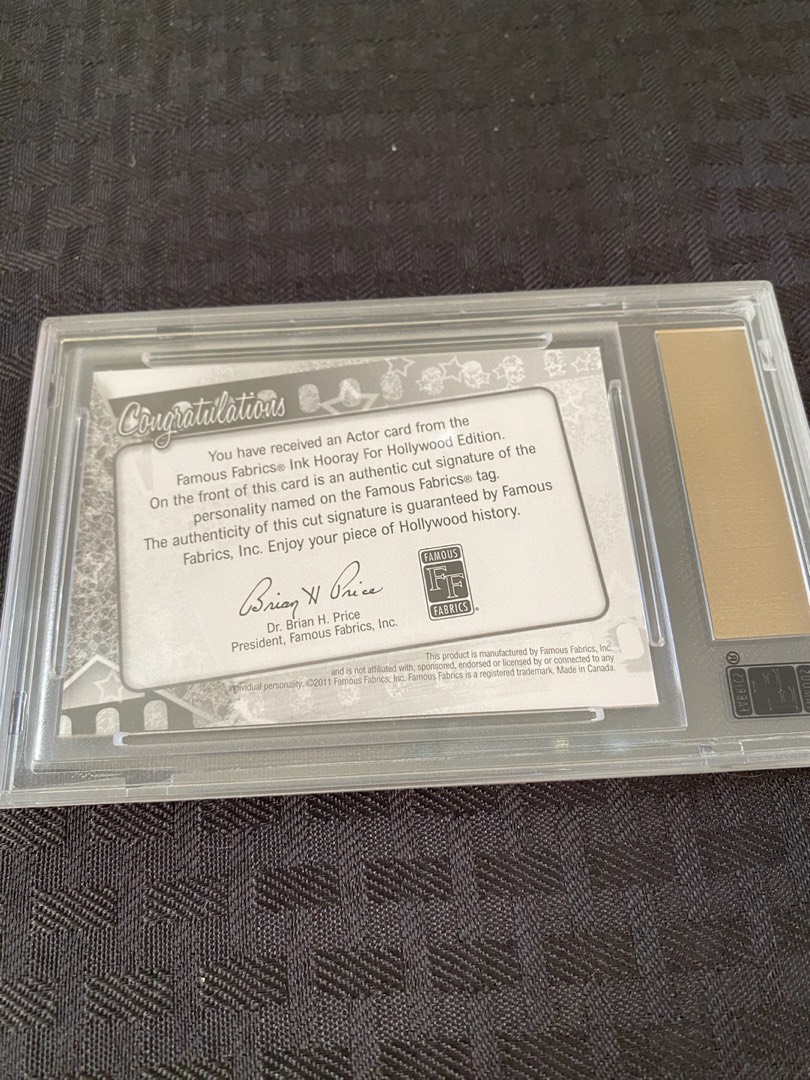 Congratulations
You have received an Actor card from the
Famous Fabrics® Ink Hooray For Hollywood Edition.
On the front of this card is an authentic cut signature of the
personality named on the Famous Fabrics® tag.
The authenticity of this cut signature is guaranteed by Famous
Fabrics, Inc. Enjoy your piece of Hollywood history.
Brian H Price
Dr. Brian H. Price
President, Famous Fabrics, Inc.
FAMOUS
FF
FABRICS®
This product is manufactured by Famous Fabrics, Inc.
and is not affiliated with, sponsored, endorsed or licensed by or connected to any
individual personality. ©2011 Famous Fabrics, Inc. Famous Fabrics is a registered trademark. Made in Canada.
®